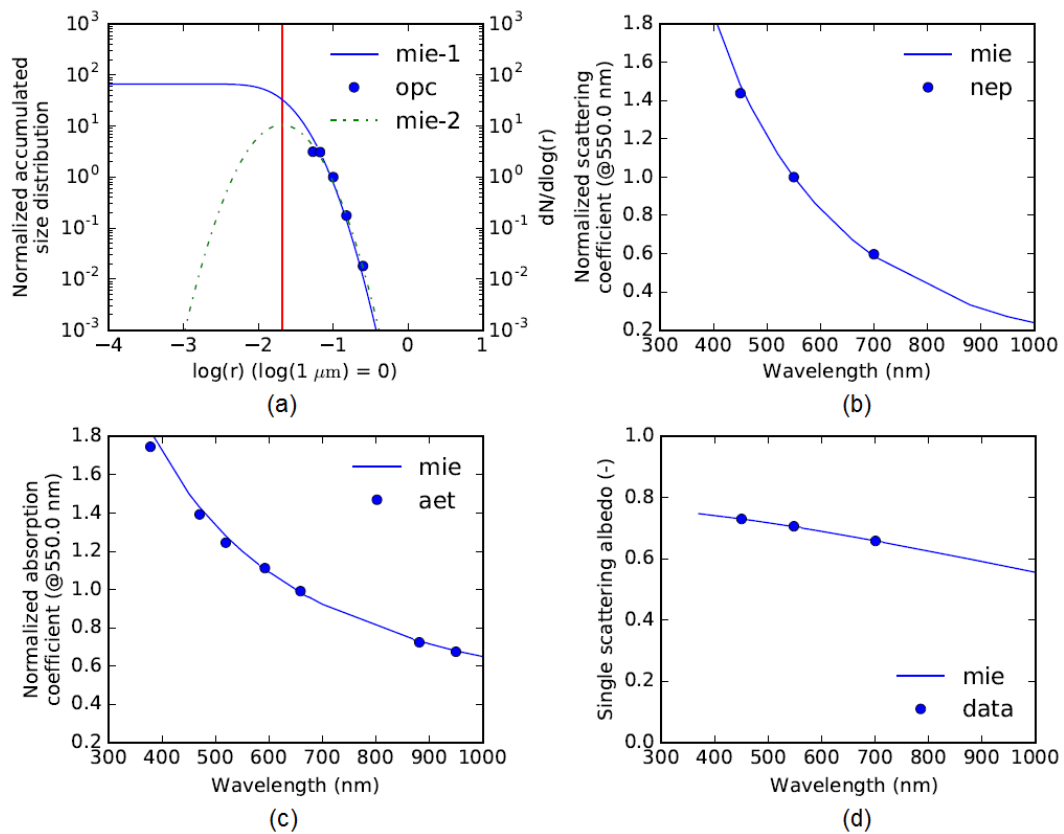 10³
10²
10¹
10⁰
10⁻¹
10⁻²
10⁻³
Normalized accumulated
size distribution
mie-1
opc
mie-2
10³
10²
10¹
10⁰
10⁻¹
10⁻²
10⁻³
dN/dlog(r)
−4 −3 −2 −1 0 1
log(r) (log(1 μm) = 0)
(a)
1.8
1.6
1.4
1.2
1.0
0.8
0.6
0.4
0.2
Normalized scattering
coefficient (@550.0 nm)
mie
nep
300 400 500 600 700 800 900 1000
Wavelength (nm)
(b)
1.8
1.6
1.4
1.2
1.0
0.8
0.6
0.4
0.2
Normalized absorption
coefficient (@550.0 nm)
mie
aet
300 400 500 600 700 800 900 1000
Wavelength (nm)
(c)
1.0
0.8
0.6
0.4
0.2
0.0
Single scattering albedo (-)
mie
data
300 400 500 600 700 800 900 1000
Wavelength (nm)
(d)